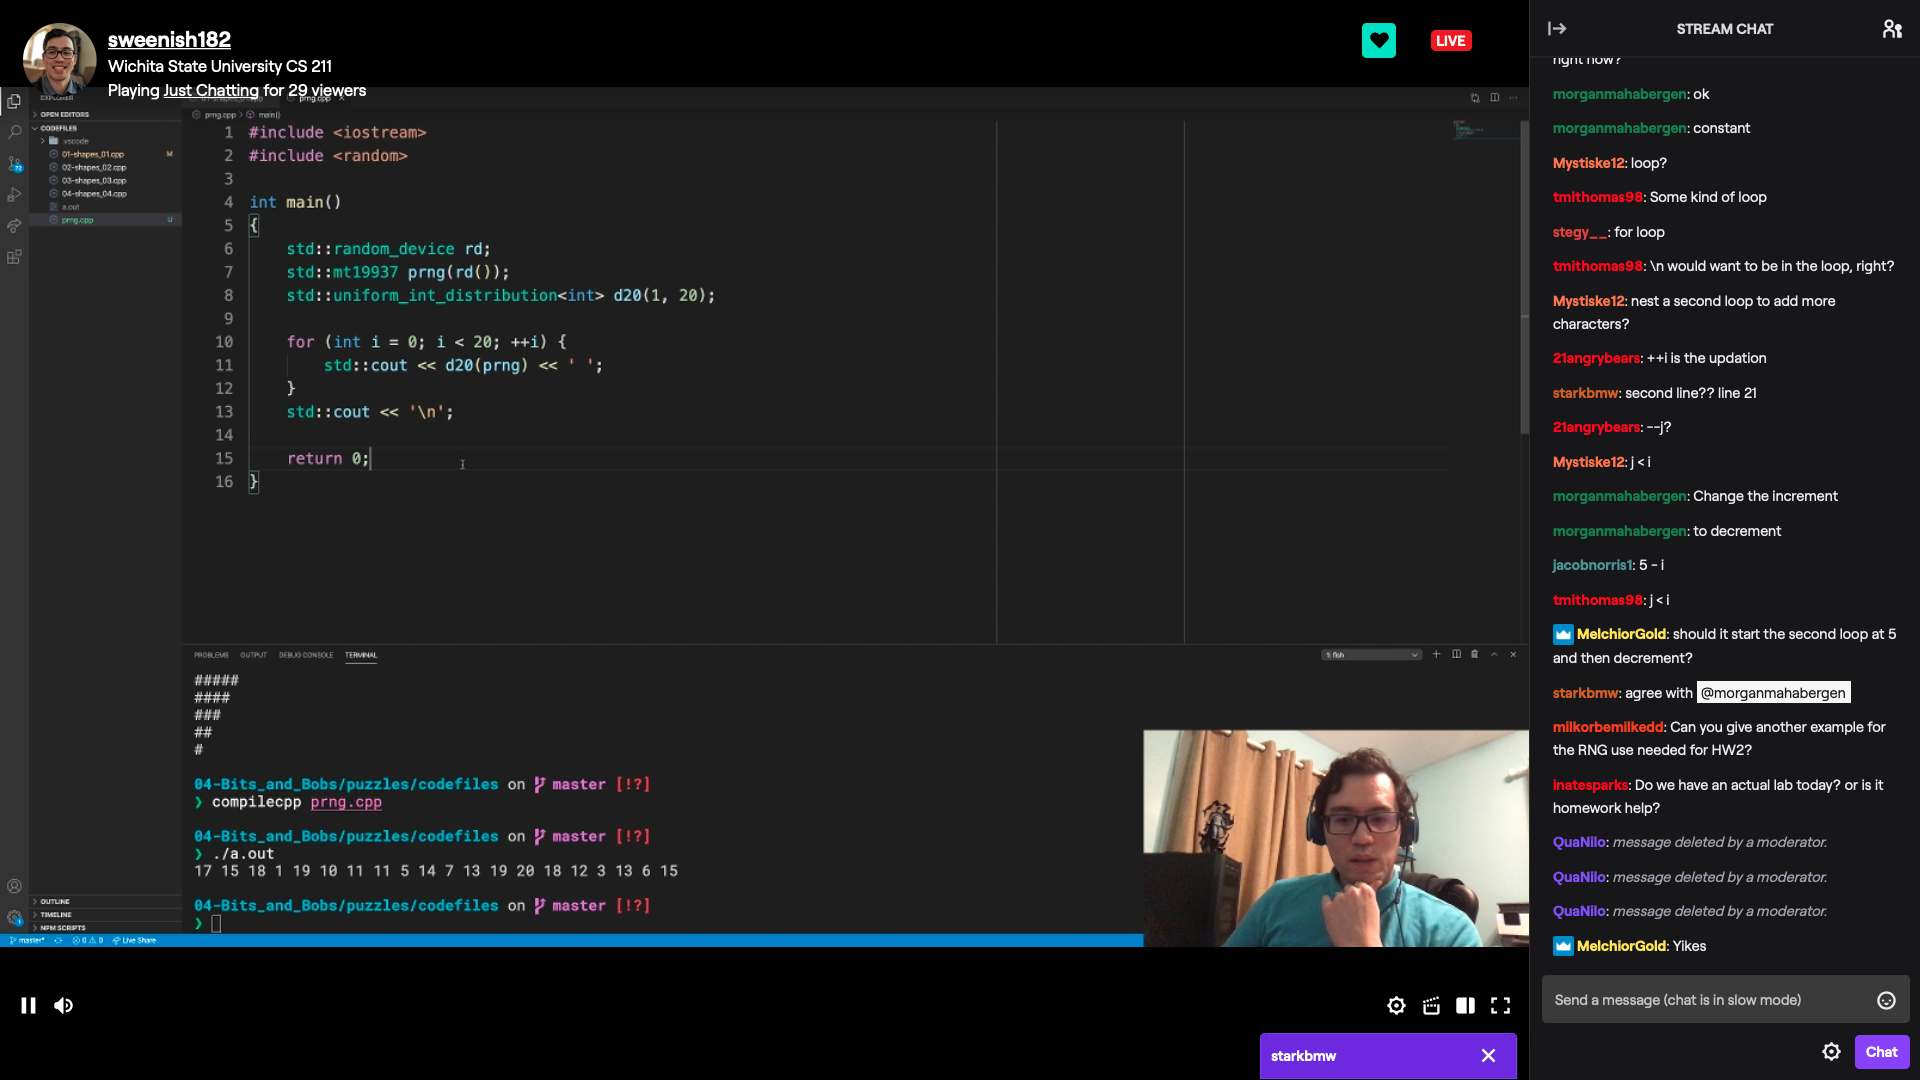 sweenish182
Wichita State University CS 211
Playing Just Chatting for 29 viewers
LIVE
EXPLORER
OPEN EDITORS
CODEFILES
.vscode
01-shapes_01.cpp M
02-shapes_02.cpp
03-shapes_03.cpp
04-shapes_04.cpp
a.out
prng.cpp U
OUTLINE
TIMELINE
NPM SCRIPTS
prng.cpp
prng.cpp > main()
1 #include <iostream>
2 #include <random>
3
4 int main()
5 {
6 std::random_device rd;
7 std::mt19937 prng(rd());
8 std::uniform_int_distribution<int> d20(1, 20);
9
10 for (int i = 0; i < 20; ++i) {
11 std::cout << d20(prng) << ' ';
12 }
13 std::cout << '\n';
14
15 return 0;
16 }
PROBLEMS OUTPUT DEBUG CONSOLE TERMINAL
1: fish
#####
####
###
##
#
04-Bits_and_Bobs/puzzles/codefiles on master [!?]
❯ compilecpp prng.cpp
04-Bits_and_Bobs/puzzles/codefiles on master [!?]
❯ ./a.out
17 15 18 1 19 10 11 11 5 14 7 13 19 20 18 12 3 13 6 15
04-Bits_and_Bobs/puzzles/codefiles on master [!?]
❯
master* 0 0 Live Share
starkbmw
STREAM CHAT
right now?
morganmahabergen: ok
morganmahabergen: constant
Mystiske12: loop?
tmithomas98: Some kind of loop
stegy__: for loop
tmithomas98: \n would want to be in the loop, right?
Mystiske12: nest a second loop to add more
characters?
21angrybears: ++i is the updation
starkbmw: second line?? line 21
21angrybears: --j?
Mystiske12: j < i
morganmahabergen: Change the increment
morganmahabergen: to decrement
jacobnorris1: 5 - i
tmithomas98: j < i
MelchiorGold: should it start the second loop at 5
and then decrement?
starkbmw: agree with @morganmahabergen
milkorbemilkedd: Can you give another example for
the RNG use needed for HW2?
inatesparks: Do we have an actual lab today? or is it
homework help?
QuaNilo: message deleted by a moderator.
QuaNilo: message deleted by a moderator.
QuaNilo: message deleted by a moderator.
MelchiorGold: Yikes
Send a message (chat is in slow mode)
Chat